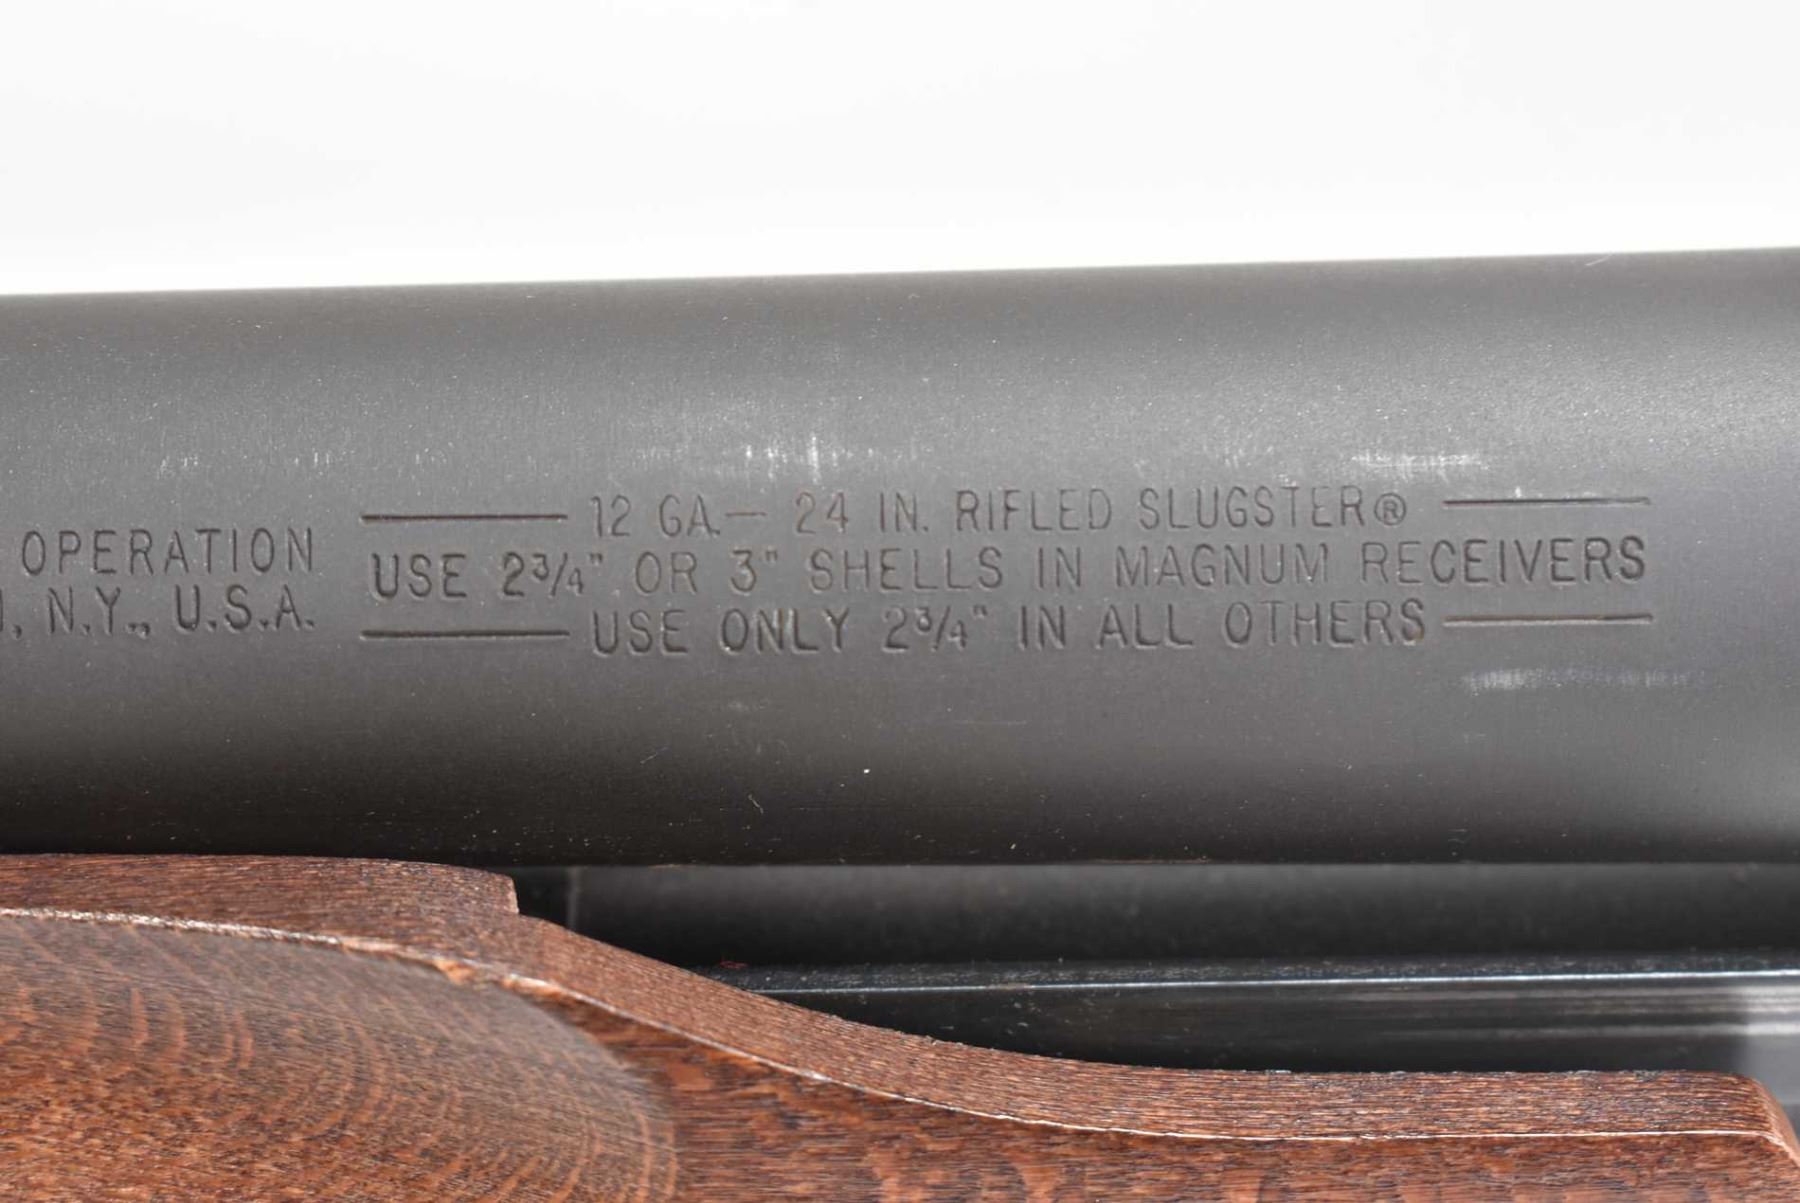 OPERATION
N.Y., U.S.A.
12 GA. — 24 IN. RIFLED SLUGSTER®
USE 2¾" OR 3" SHELLS IN MAGNUM RECEIVERS
USE ONLY 2¾" IN ALL OTHERS